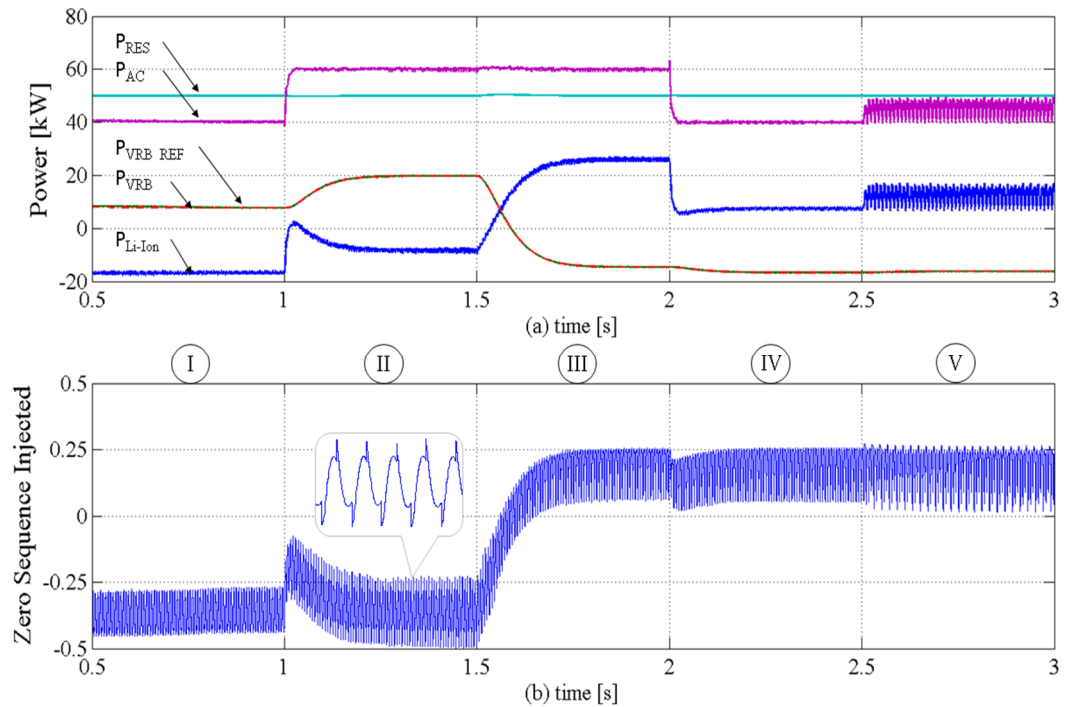 80
60
40
20
0
-20
Power [kW]
P_RES
P_AC
P_VRB REF
P_VRB
P_Li-Ion
0.5 1 1.5 2 2.5 3
(a) time [s]
I II III IV V
0.5
0.25
0
-0.25
-0.5
Zero Sequence Injected
0.5 1 1.5 2 2.5 3
(b) time [s]